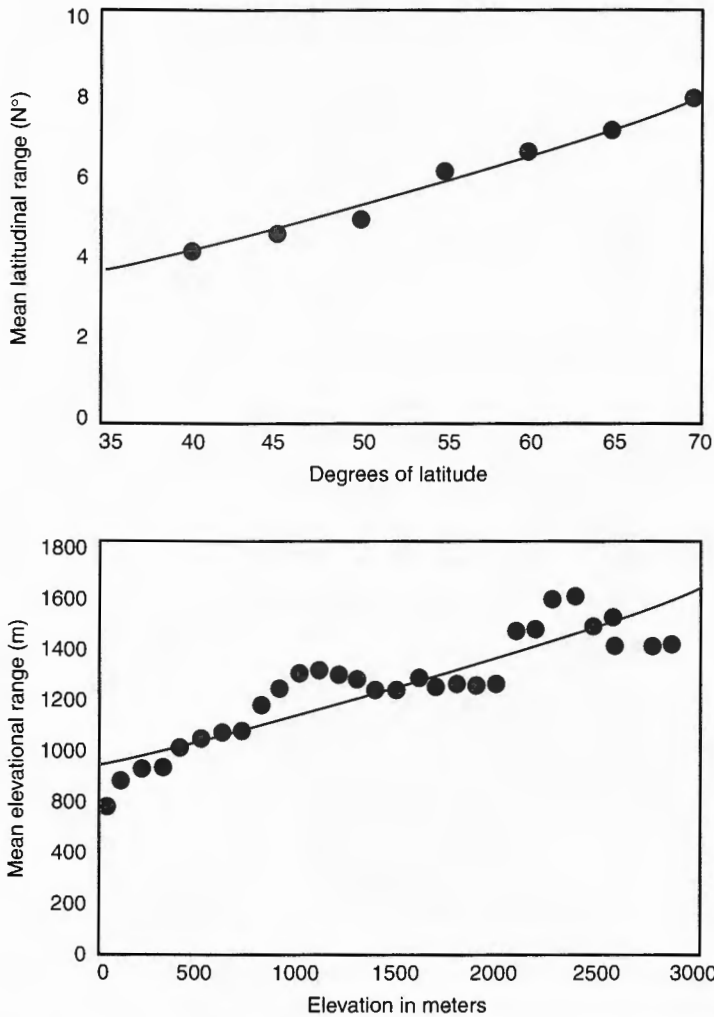 10
8
6
4
2
0
Mean latitudinal range (N°)
35 40 45 50 55 60 65 70
Degrees of latitude
1800
1600
1400
1200
1000
800
600
400
200
0
Mean elevational range (m)
0 500 1000 1500 2000 2500 3000
Elevation in meters